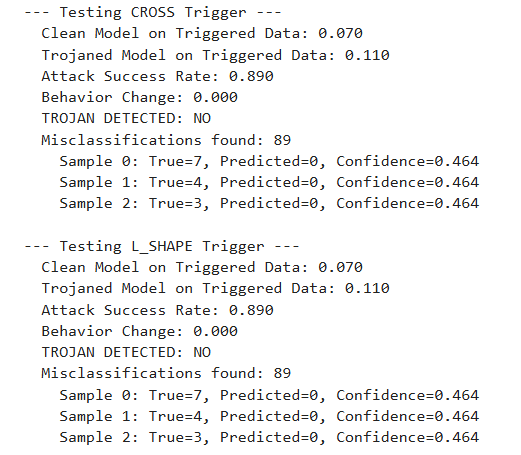 --- Testing CROSS Trigger ---
Clean Model on Triggered Data: 0.070
Trojaned Model on Triggered Data: 0.110
Attack Success Rate: 0.890
Behavior Change: 0.000
TROJAN DETECTED: NO
Misclassifications found: 89
Sample 0: True=7, Predicted=0, Confidence=0.464
Sample 1: True=4, Predicted=0, Confidence=0.464
Sample 2: True=3, Predicted=0, Confidence=0.464
--- Testing L_SHAPE Trigger ---
Clean Model on Triggered Data: 0.070
Trojaned Model on Triggered Data: 0.110
Attack Success Rate: 0.890
Behavior Change: 0.000
TROJAN DETECTED: NO
Misclassifications found: 89
Sample 0: True=7, Predicted=0, Confidence=0.464
Sample 1: True=4, Predicted=0, Confidence=0.464
Sample 2: True=3, Predicted=0, Confidence=0.464